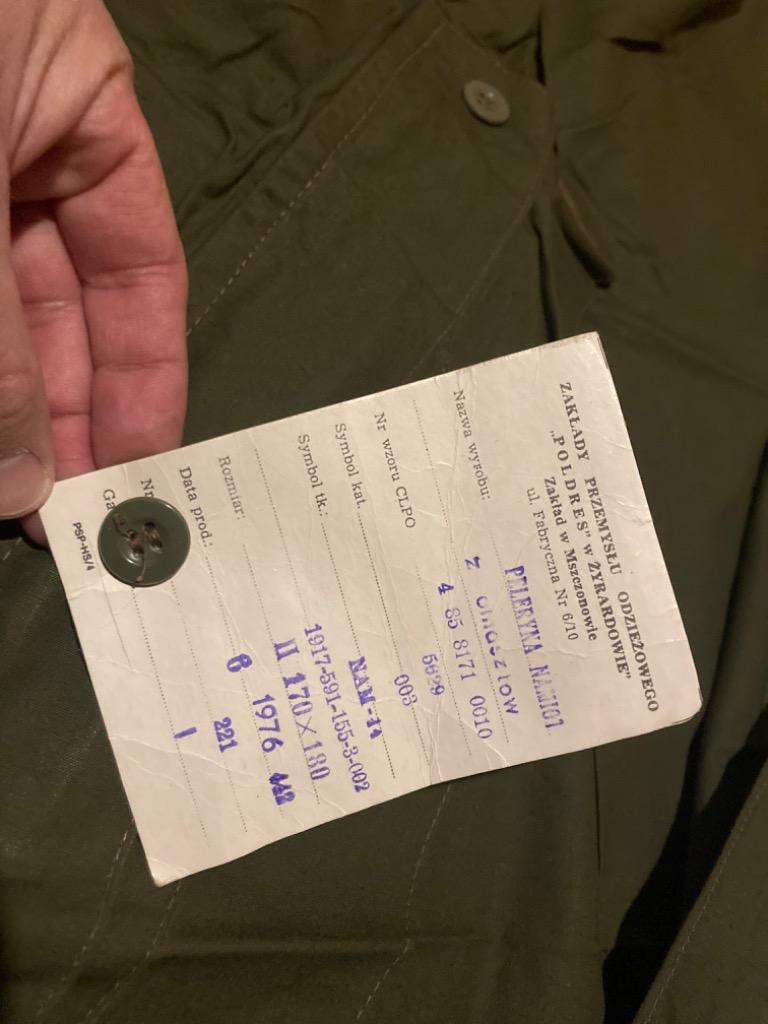 ZAKŁADY PRZEMYSŁU ODZIEŻOWEGO
„POLDRES” w ŻYRARDOWIE”
Zakład w Mszczonowie
ul. Fabryczna Nr 6/10
PELERYNA NAMIOT
Nazwa wyrobu: z
4 85 8171 0010
Nr wzoru CLPO 5629
Symbol kat. 003
Symbol tk.: NAM-14
1917-591-155-3-002
Rozmiar: II 170×180
Data prod.: 6 1976 442
221
I
PSP-HS/4